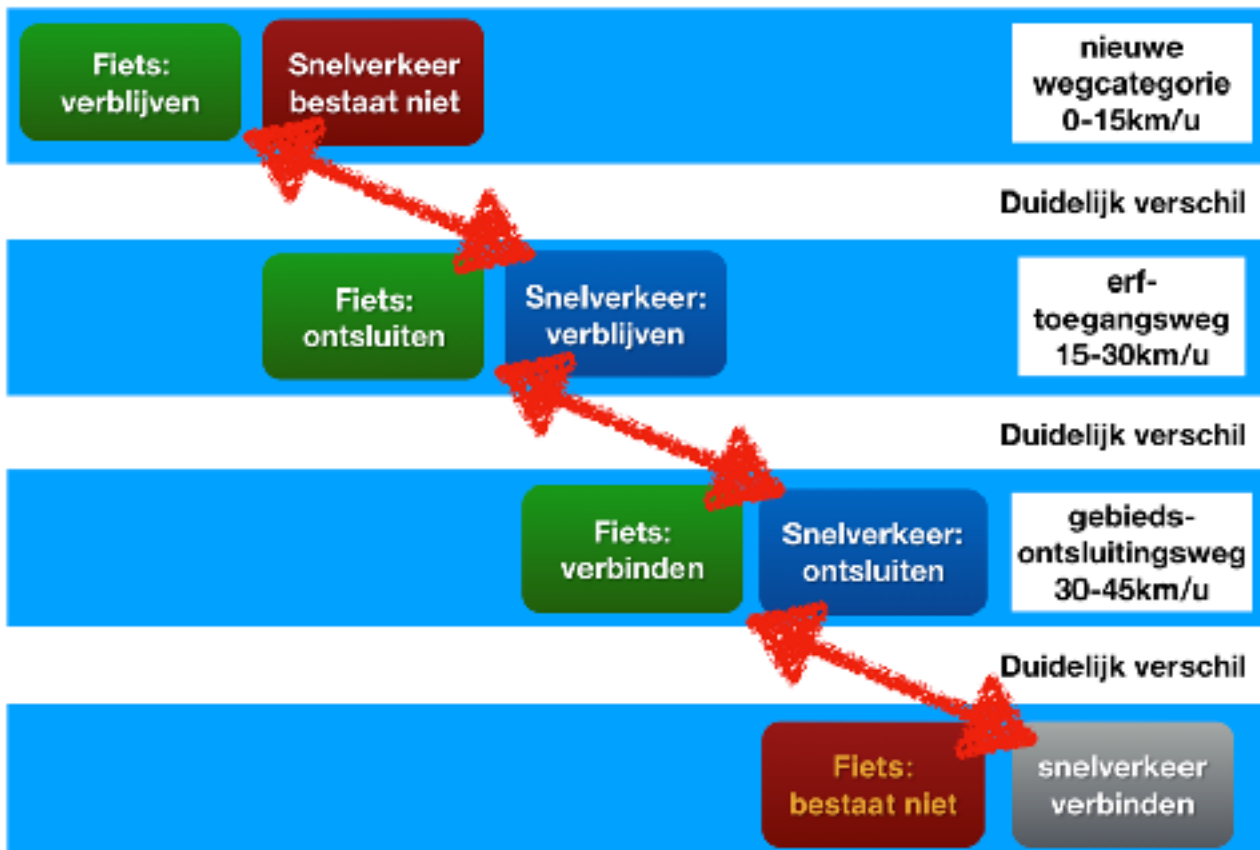 Fiets:
verblijven
Snelverkeer
bestaat niet
nieuwe
wegcategorie
0-15km/u
Duidelijk verschil
Fiets:
ontsluiten
Snelverkeer:
verblijven
erf-
toegangsweg
15-30km/u
Duidelijk verschil
Fiets:
verbinden
Snelverkeer:
ontsluiten
gebieds-
ontsluitingsweg
30-45km/u
Duidelijk verschil
Fiets:
bestaat niet
snelverkeer
verbinden